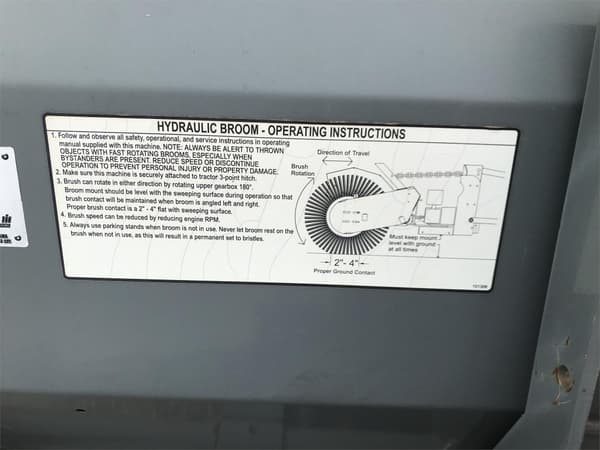 HYDRAULIC BROOM - OPERATING INSTRUCTIONS
1. Follow and observe all safety, operational, and service instructions in operating
manual supplied with this machine. NOTE: ALWAYS BE ALERT TO THROWN
OBJECTS WITH FAST ROTATING BROOMS, ESPECIALLY WHEN
BYSTANDERS ARE PRESENT. REDUCE SPEED OR DISCONTINUE
OPERATION TO PREVENT PERSONAL INJURY OR PROPERTY DAMAGE.
2. Make sure this machine is securely attached to tractor 3-point hitch.
3. Brush can rotate in either direction by rotating upper gearbox 180°.
Broom mount should be level with the sweeping surface during operation so that
brush contact will be maintained when broom is angled left and right.
Proper brush contact is a 2" - 4" flat with sweeping surface.
4. Brush speed can be reduced by reducing engine RPM.
5. Always use parking stands when broom is not in use. Never let broom rest on the
brush when not in use, as this will result in a permanent set to bristles.
Direction of Travel
Brush
Rotation
Must keep mount
level with ground
at all times
2"- 4"
Proper Ground Contact